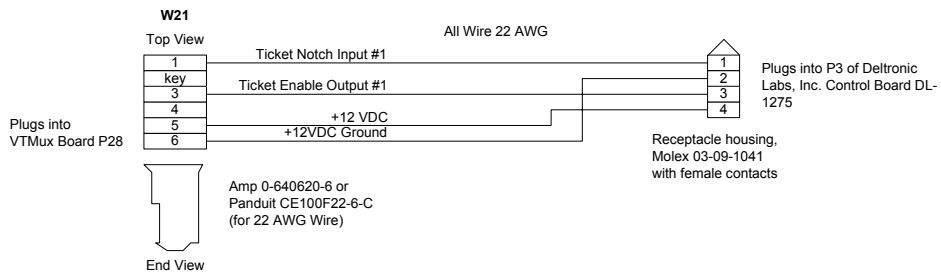 W21
Top View
All Wire 22 AWG
1
key
3
4
5
6
Ticket Notch Input #1
Ticket Enable Output #1
+12 VDC
+12VDC Ground
1
2
3
4
Plugs into
VTMux Board P28
Plugs into P3 of Deltronic
Labs, Inc. Control Board DL-
1275
Receptacle housing,
Molex 03-09-1041
with female contacts
Amp 0-640620-6 or
Panduit CE100F22-6-C
(for 22 AWG Wire)
End View